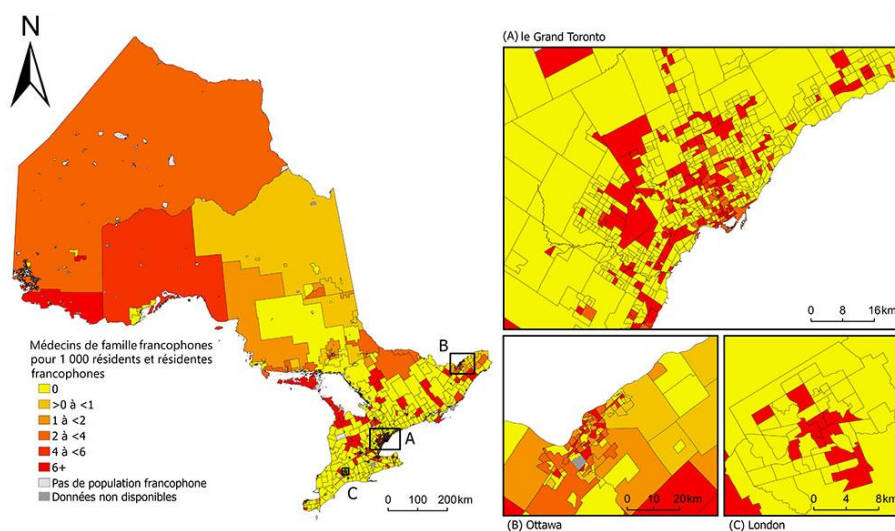 N
Médecins de famille francophones
pour 1 000 résidents et résidentes
francophones
0
>0 à <1
1 à <2
2 à <4
4 à <6
6+
Pas de population francophone
Données non disponibles
B
A
C
0 100 200km
(A) le Grand Toronto
0 8 16km
0 10 20 km
(B) Ottawa
0 4 8km
(C) London